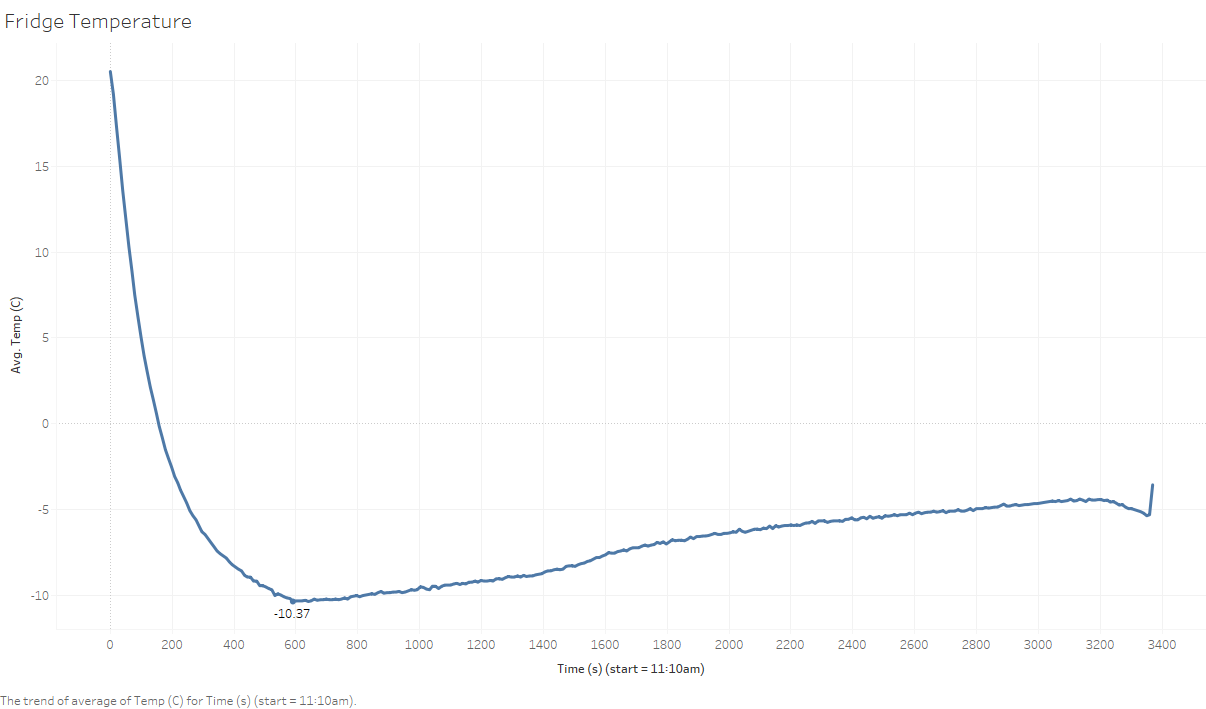 Fridge Temperature
20
15
10
5
0
-5
-10
Avg. Temp (C)
-10.37
0 200 400 600 800 1000 1200 1400 1600 1800 2000 2200 2400 2600 2800 3000 3200 3400
Time (s) (start = 11:10am)
The trend of average of Temp (C) for Time (s) (start = 11:10am).